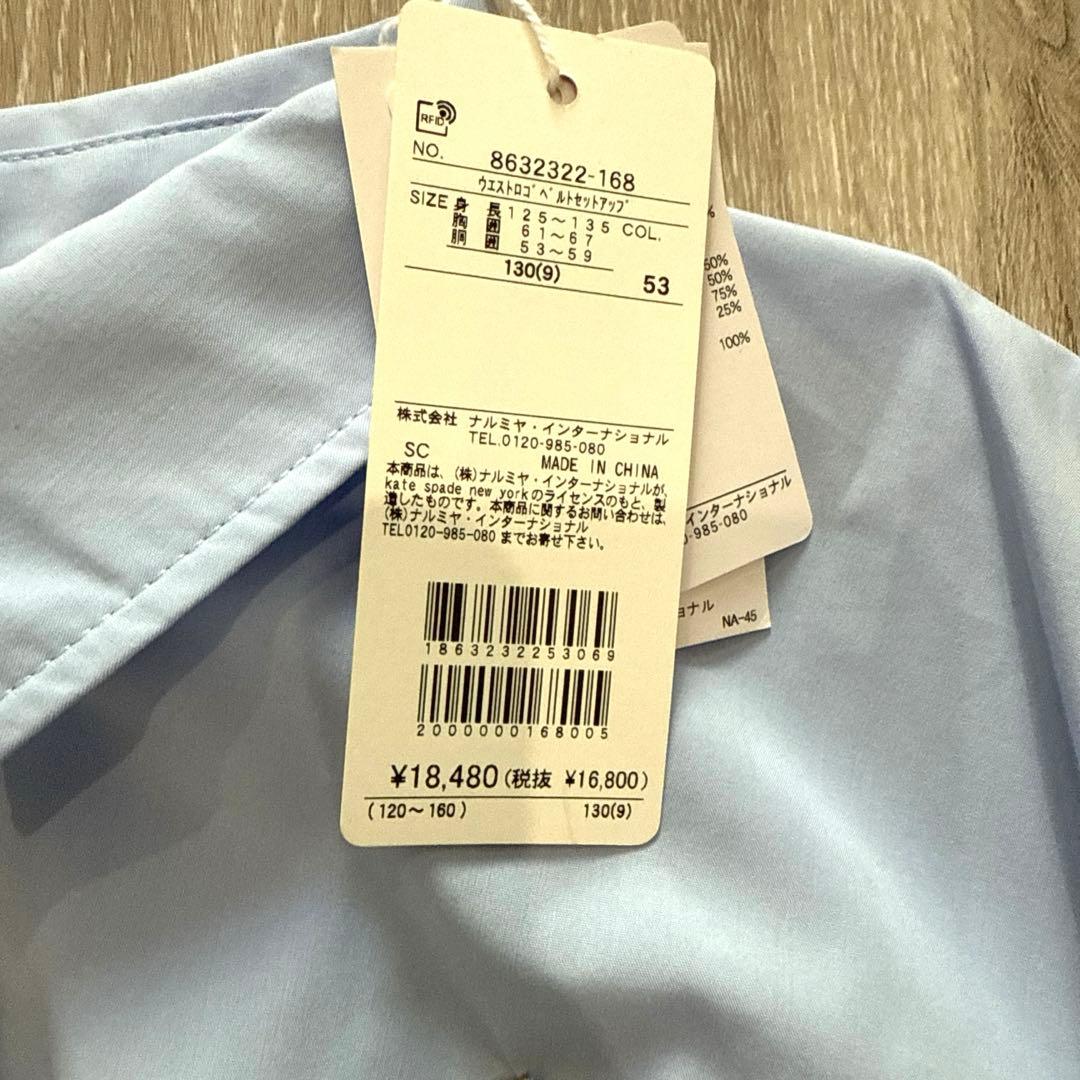 RFID
NO. 8632322-168
ウエストロゴベルトセットアップ
SIZE 身 長 125〜135 COL.
胸 囲 61〜67
胴 囲 53〜59
130(9) 53
株式会社 ナルミヤ・インターナショナル
TEL.0120-985-080
SC MADE IN CHINA
本商品は、(株)ナルミヤ・インターナショナルが、
kate spade new yorkのライセンスのもと、製
造したものです。本商品に関するお問い合わせは、
(株)ナルミヤ・インターナショナル
TEL0120-985-080 までお寄せ下さい。
1863232253069
2000000168005
¥18,480(税抜 ¥16,800)
(120〜160) 130(9)
%
50%
50%
75%
25%
100%
インターナショナル
-985-080
ョナル
NA-45